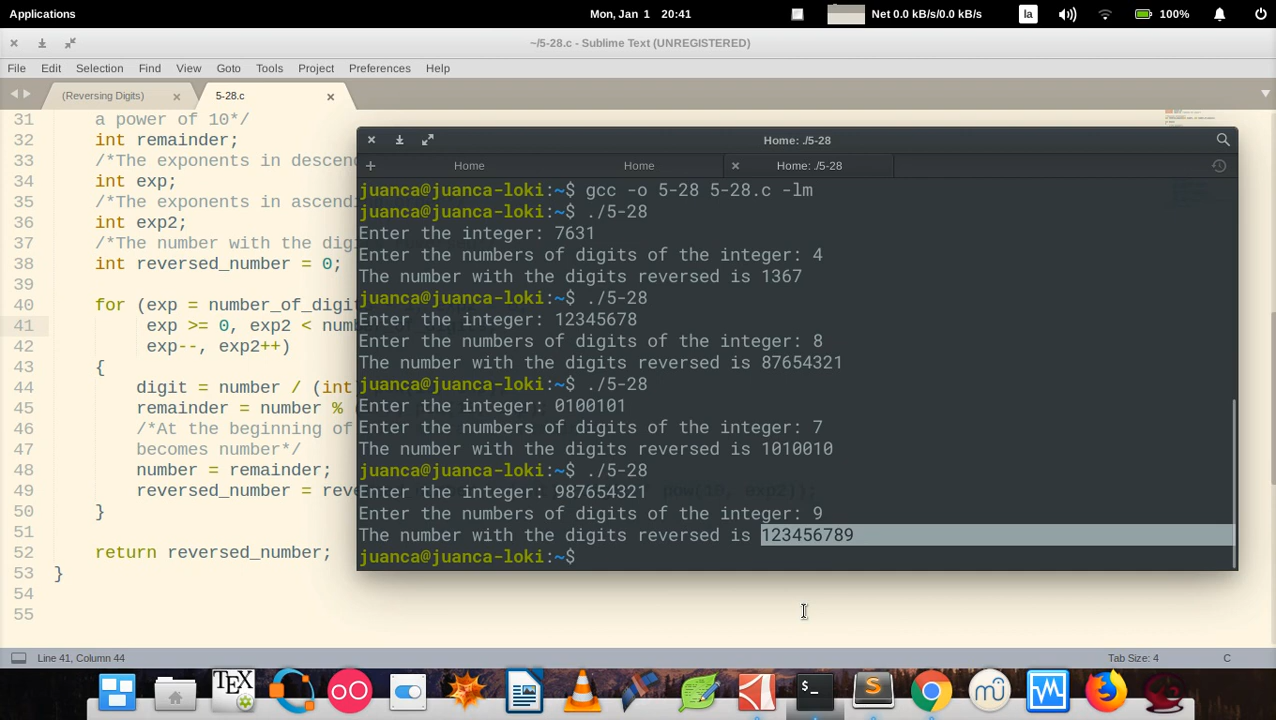 Applications
Mon, Jan 1 20:41
Net 0.0 kB/s/0.0 kB/s
la
100%
~/5-28.c - Sublime Text (UNREGISTERED)
File Edit Selection Find View Goto Tools Project Preferences Help
(Reversing Digits)
5-28.c
31 a power of 10*/
32 int remainder;
33 /*The exponents in descen
34 int exp;
35 /*The exponents in ascendi
36 int exp2;
37 /*The number with the dig
38 int reversed_number = 0;
39
40 for (exp = number_of_digit
41 exp >= 0, exp2 < num
42 exp--, exp2++)
43 {
44 digit = number / (int
45 remainder = number %
46 /*At the beginning of
47 becomes number*/
48 number = remainder;
49 reversed_number = reve pow(10, exp2));
50 }
51
52 return reversed_number;
53 }
54
55
Line 41, Column 44
Tab Size: 4
C
Home: ./5-28
Home
Home
Home: ./5-28
juanca@juanca-loki:~$ gcc -o 5-28 5-28.c -lm
juanca@juanca-loki:~$ ./5-28
Enter the integer: 7631
Enter the numbers of digits of the integer: 4
The number with the digits reversed is 1367
juanca@juanca-loki:~$ ./5-28
Enter the integer: 12345678
Enter the numbers of digits of the integer: 8
The number with the digits reversed is 87654321
juanca@juanca-loki:~$ ./5-28
Enter the integer: 0100101
Enter the numbers of digits of the integer: 7
The number with the digits reversed is 1010010
juanca@juanca-loki:~$ ./5-28
Enter the integer: 987654321
Enter the numbers of digits of the integer: 9
The number with the digits reversed is 123456789
juanca@juanca-loki:~$
TEX